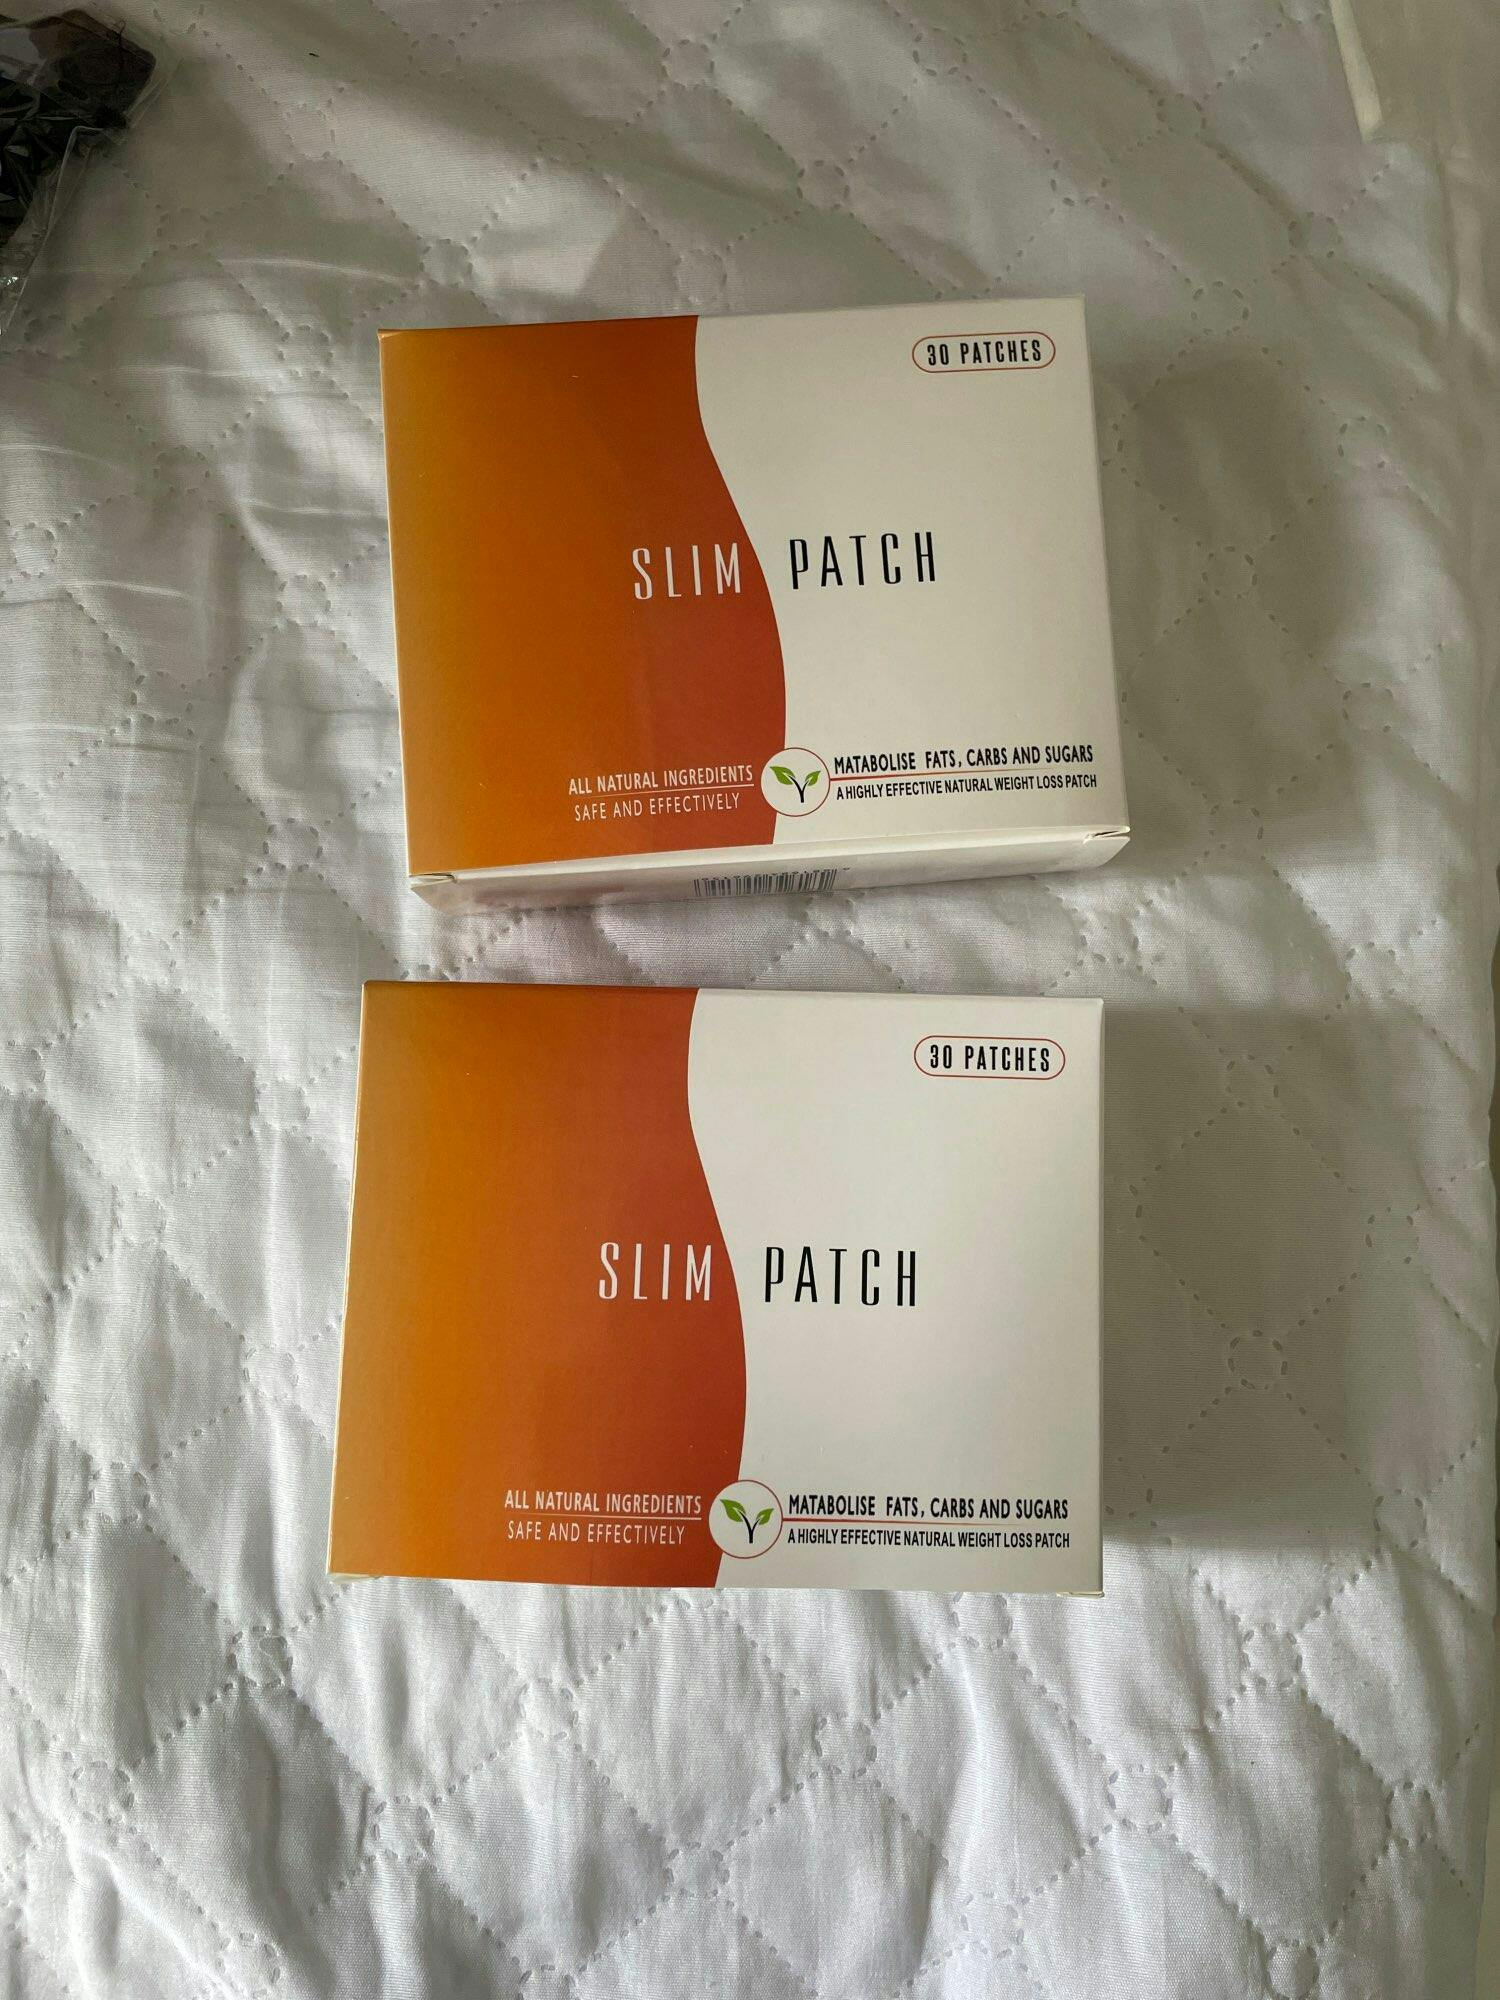 30 PATCHES
SLIM PATCH
ALL NATURAL INGREDIENTS
SAFE AND EFFECTIVELY
MATABOLISE FATS, CARBS AND SUGARS
A HIGHLY EFFECTIVE NATURAL WEIGHT LOSS PATCH
30 PATCHES
SLIM PATCH
ALL NATURAL INGREDIENTS
SAFE AND EFFECTIVELY
MATABOLISE FATS, CARBS AND SUGARS
A HIGHLY EFFECTIVE NATURAL WEIGHT LOSS PATCH